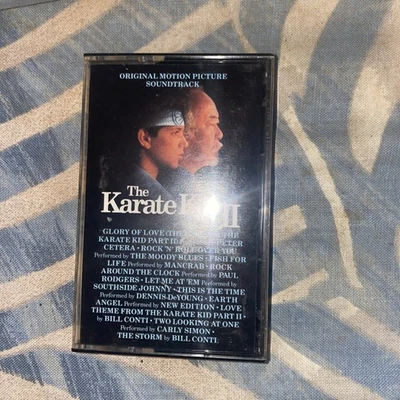 ORIGINAL MOTION PICTURE
SOUNDTRACK
The
Karate II
GLORY OF LOVE THE
KARATE KID PART II PETER
CETERA • ROCK 'N' ROLL OVER YOU
Performed by THE MOODY BLUES • FISH FOR
LIFE Performed by MANCRAB • ROCK
AROUND THE CLOCK Performed by PAUL
RODGERS • LET ME AT 'EM Performed by
SOUTHSIDE JOHNNY • THIS IS THE TIME
Performed by DENNIS DeYOUNG • EARTH
ANGEL Performed by NEW EDITION • LOVE
THEME FROM THE KARATE KID PART II •
by BILL CONTI • TWO LOOKING AT ONE
Performed by CARLY SIMON •
THE STORM by BILL CONTI